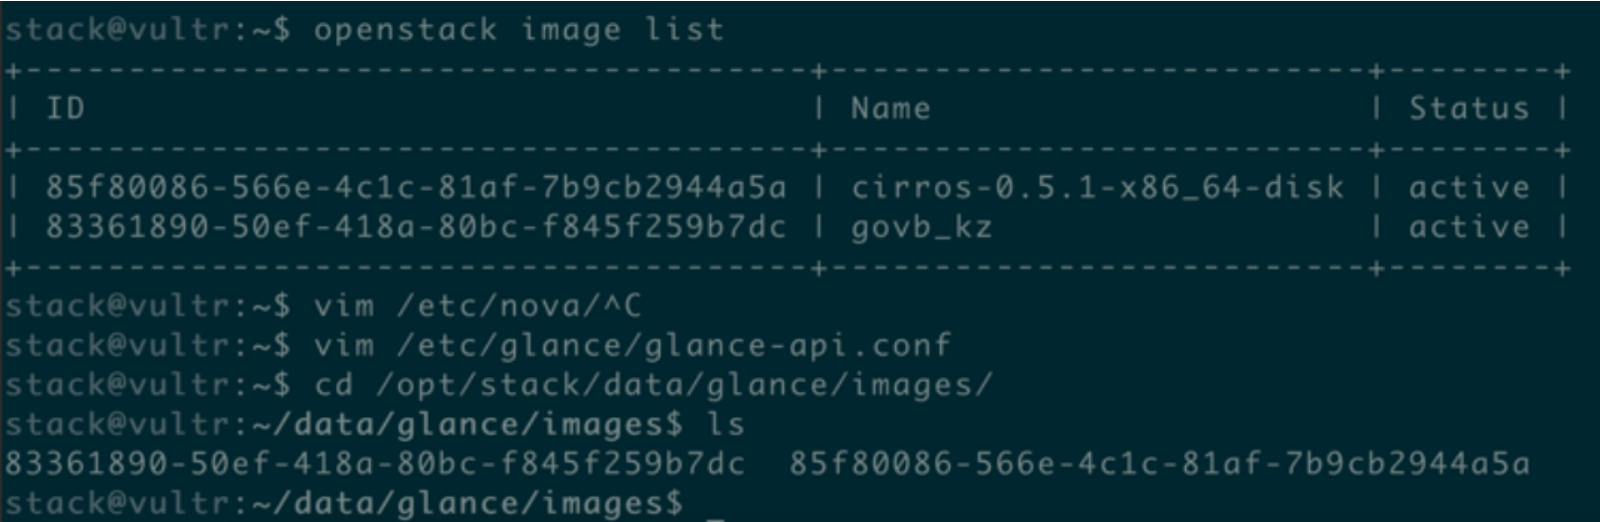 stack@vultr:~$ openstack image list
+--------------------------------------+--------------------------+--------+
| ID                                   | Name                     | Status |
+--------------------------------------+--------------------------+--------+
| 85f80086-566e-4c1c-81af-7b9cb2944a5a | cirros-0.5.1-x86_64-disk | active |
| 83361890-50ef-418a-80bc-f845f259b7dc | govb_kz                  | active |
+--------------------------------------+--------------------------+--------+
stack@vultr:~$ vim /etc/nova/^C
stack@vultr:~$ vim /etc/glance/glance-api.conf
stack@vultr:~$ cd /opt/stack/data/glance/images/
stack@vultr:~/data/glance/images$ ls
83361890-50ef-418a-80bc-f845f259b7dc  85f80086-566e-4c1c-81af-7b9cb2944a5a
stack@vultr:~/data/glance/images$ _